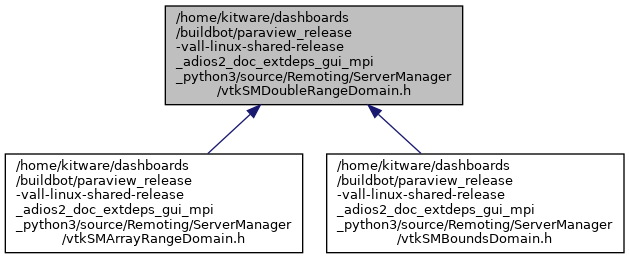 /home/kitware/dashboards
/buildbot/paraview_release
-vall-linux-shared-release
_adios2_doc_extdeps_gui_mpi
_python3/source/Remoting/ServerManager
/vtkSMDoubleRangeDomain.h
/home/kitware/dashboards
/buildbot/paraview_release
-vall-linux-shared-release
_adios2_doc_extdeps_gui_mpi
_python3/source/Remoting/ServerManager
/vtkSMArrayRangeDomain.h
/home/kitware/dashboards
/buildbot/paraview_release
-vall-linux-shared-release
_adios2_doc_extdeps_gui_mpi
_python3/source/Remoting/ServerManager
/vtkSMBoundsDomain.h